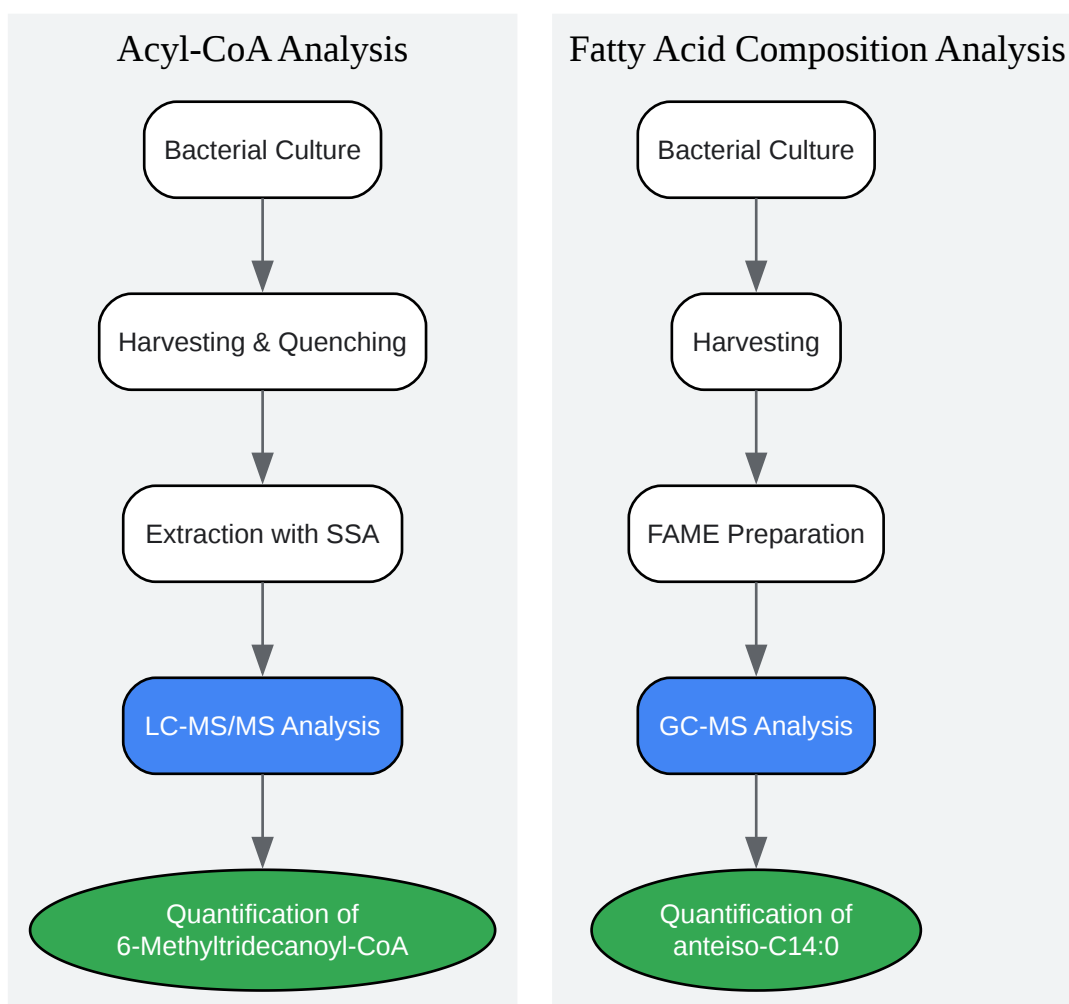 Acyl-CoA Analysis
Bacterial Culture
Harvesting & Quenching
Extraction with SSA
LC-MS/MS Analysis
Quantification of
6-Methyltridecanoyl-CoA
Fatty Acid Composition Analysis
Bacterial Culture
Harvesting
FAME Preparation
GC-MS Analysis
Quantification of
anteiso-C14:0